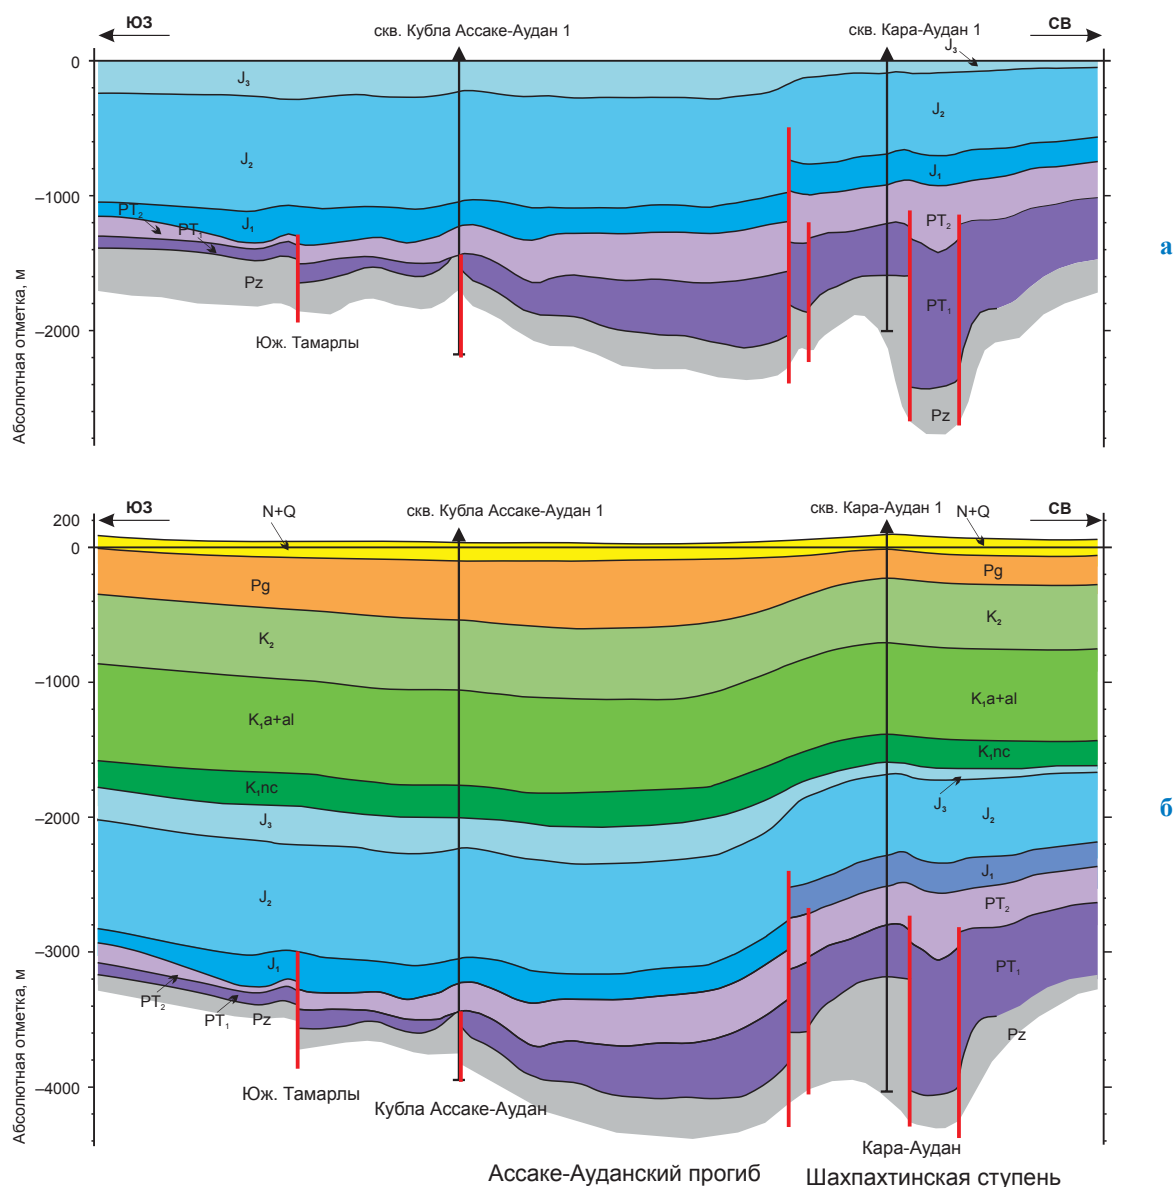 ЮЗ
скв. Кубла Ассаке-Аудан 1
скв. Кара-Аудан 1
СВ
J₃
0
J₃
J₂
J₂
J₁
–1000
PT₂
J₁
PT₁
PT₂
а
Pz
PT₁
–2000
Юж. Тамарлы
Pz
Абсолютная отметка, м
ЮЗ
скв. Кубла Ассаке-Аудан 1
скв. Кара-Аудан 1
СВ
N+Q
N+Q
200
0
Pg
Pg
K₂
K₂
–1000
K₁a+al
K₁a+al
K₁nc
K₁nc
J₃
–2000
J₃
J₂
б
J₂
J₁
PT₂
–3000
J₁
PT₁
PT₂
PT₁
Pz
Pz
–4000
Юж. Тамарлы
Кубла Ассаке-Аудан
Кара-Аудан
Абсолютная отметка, м
Ассаке-Ауданский прогиб
Шахпахтинская ступень